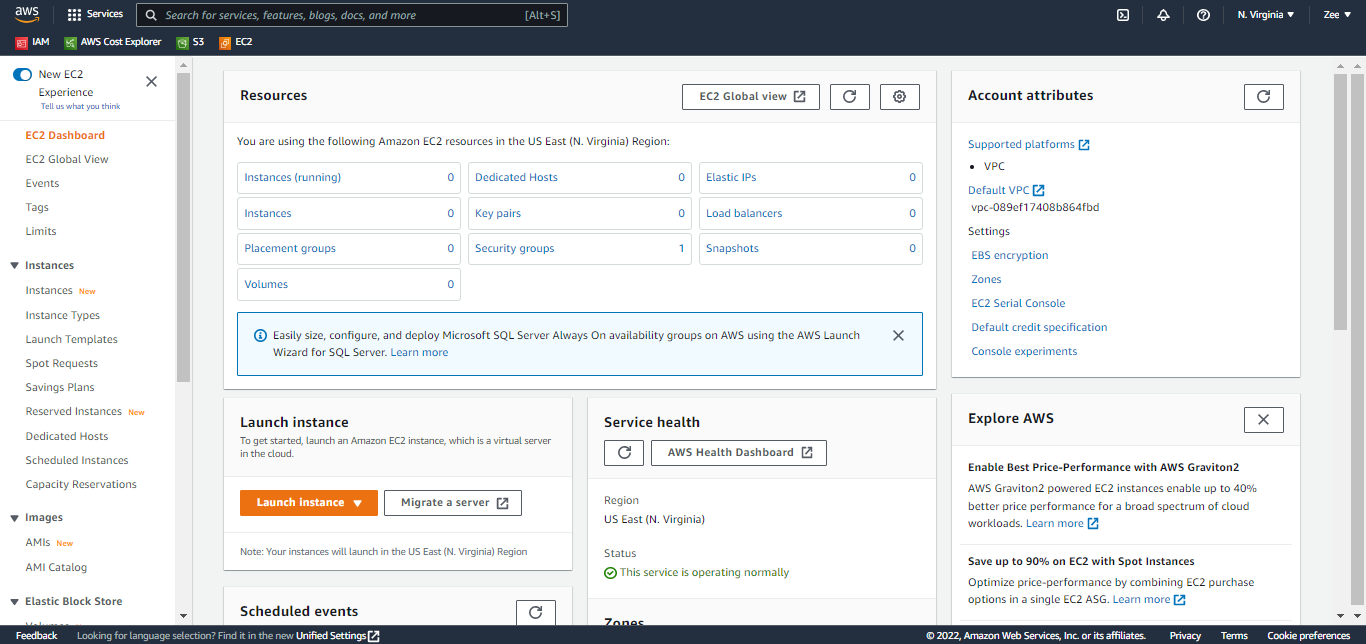 aws
Services
Search for services, features, blogs, docs, and more
[Alt+S]
N. Virginia
Zee
IAM
AWS Cost Explorer
S3
EC2
New EC2
Experience
Tell us what you think
EC2 Dashboard
EC2 Global View
Events
Tags
Limits
Instances
Instances New
Instance Types
Launch Templates
Spot Requests
Savings Plans
Reserved Instances New
Dedicated Hosts
Scheduled Instances
Capacity Reservations
Images
AMIs New
AMI Catalog
Elastic Block Store
Resources
EC2 Global view
You are using the following Amazon EC2 resources in the US East (N. Virginia) Region:
Instances (running) 0
Dedicated Hosts 0
Elastic IPs 0
Instances 0
Key pairs 0
Load balancers 0
Placement groups 0
Security groups 1
Snapshots 0
Volumes 0
Easily size, configure, and deploy Microsoft SQL Server Always On availability groups on AWS using the AWS Launch
Wizard for SQL Server. Learn more
Launch instance
To get started, launch an Amazon EC2 instance, which is a virtual server
in the cloud.
Launch instance
Migrate a server
Note: Your instances will launch in the US East (N. Virginia) Region
Scheduled events
Service health
AWS Health Dashboard
Region
US East (N. Virginia)
Status
This service is operating normally
Zones
Account attributes
Supported platforms
• VPC
Default VPC
vpc-089ef17408b864fbd
Settings
EBS encryption
Zones
EC2 Serial Console
Default credit specification
Console experiments
Explore AWS
Enable Best Price-Performance with AWS Graviton2
AWS Graviton2 powered EC2 instances enable up to 40%
better price performance for a broad spectrum of cloud
workloads. Learn more
Save up to 90% on EC2 with Spot Instances
Optimize price-performance by combining EC2 purchase
options in a single EC2 ASG. Learn more
Feedback
Looking for language selection? Find it in the new Unified Settings
© 2022, Amazon Web Services, Inc. or its affiliates.
Privacy
Terms
Cookie preferences